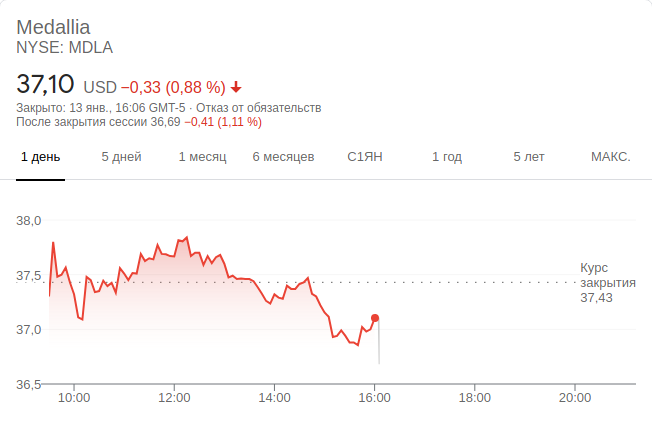 Medallia
NYSE: MDLA
37,10 USD −0,33 (0,88 %)
Закрыто: 13 янв., 16:06 GMT-5 · Отказ от обязательств
После закрытия сессии 36,69 −0,41 (1,11 %)
1 день 5 дней 1 месяц 6 месяцев С1ЯН 1 год 5 лет МАКС.
38,0
37,5
37,0
36,5
Курс
закрытия
37,43
10:00 12:00 14:00 16:00 18:00 20:00